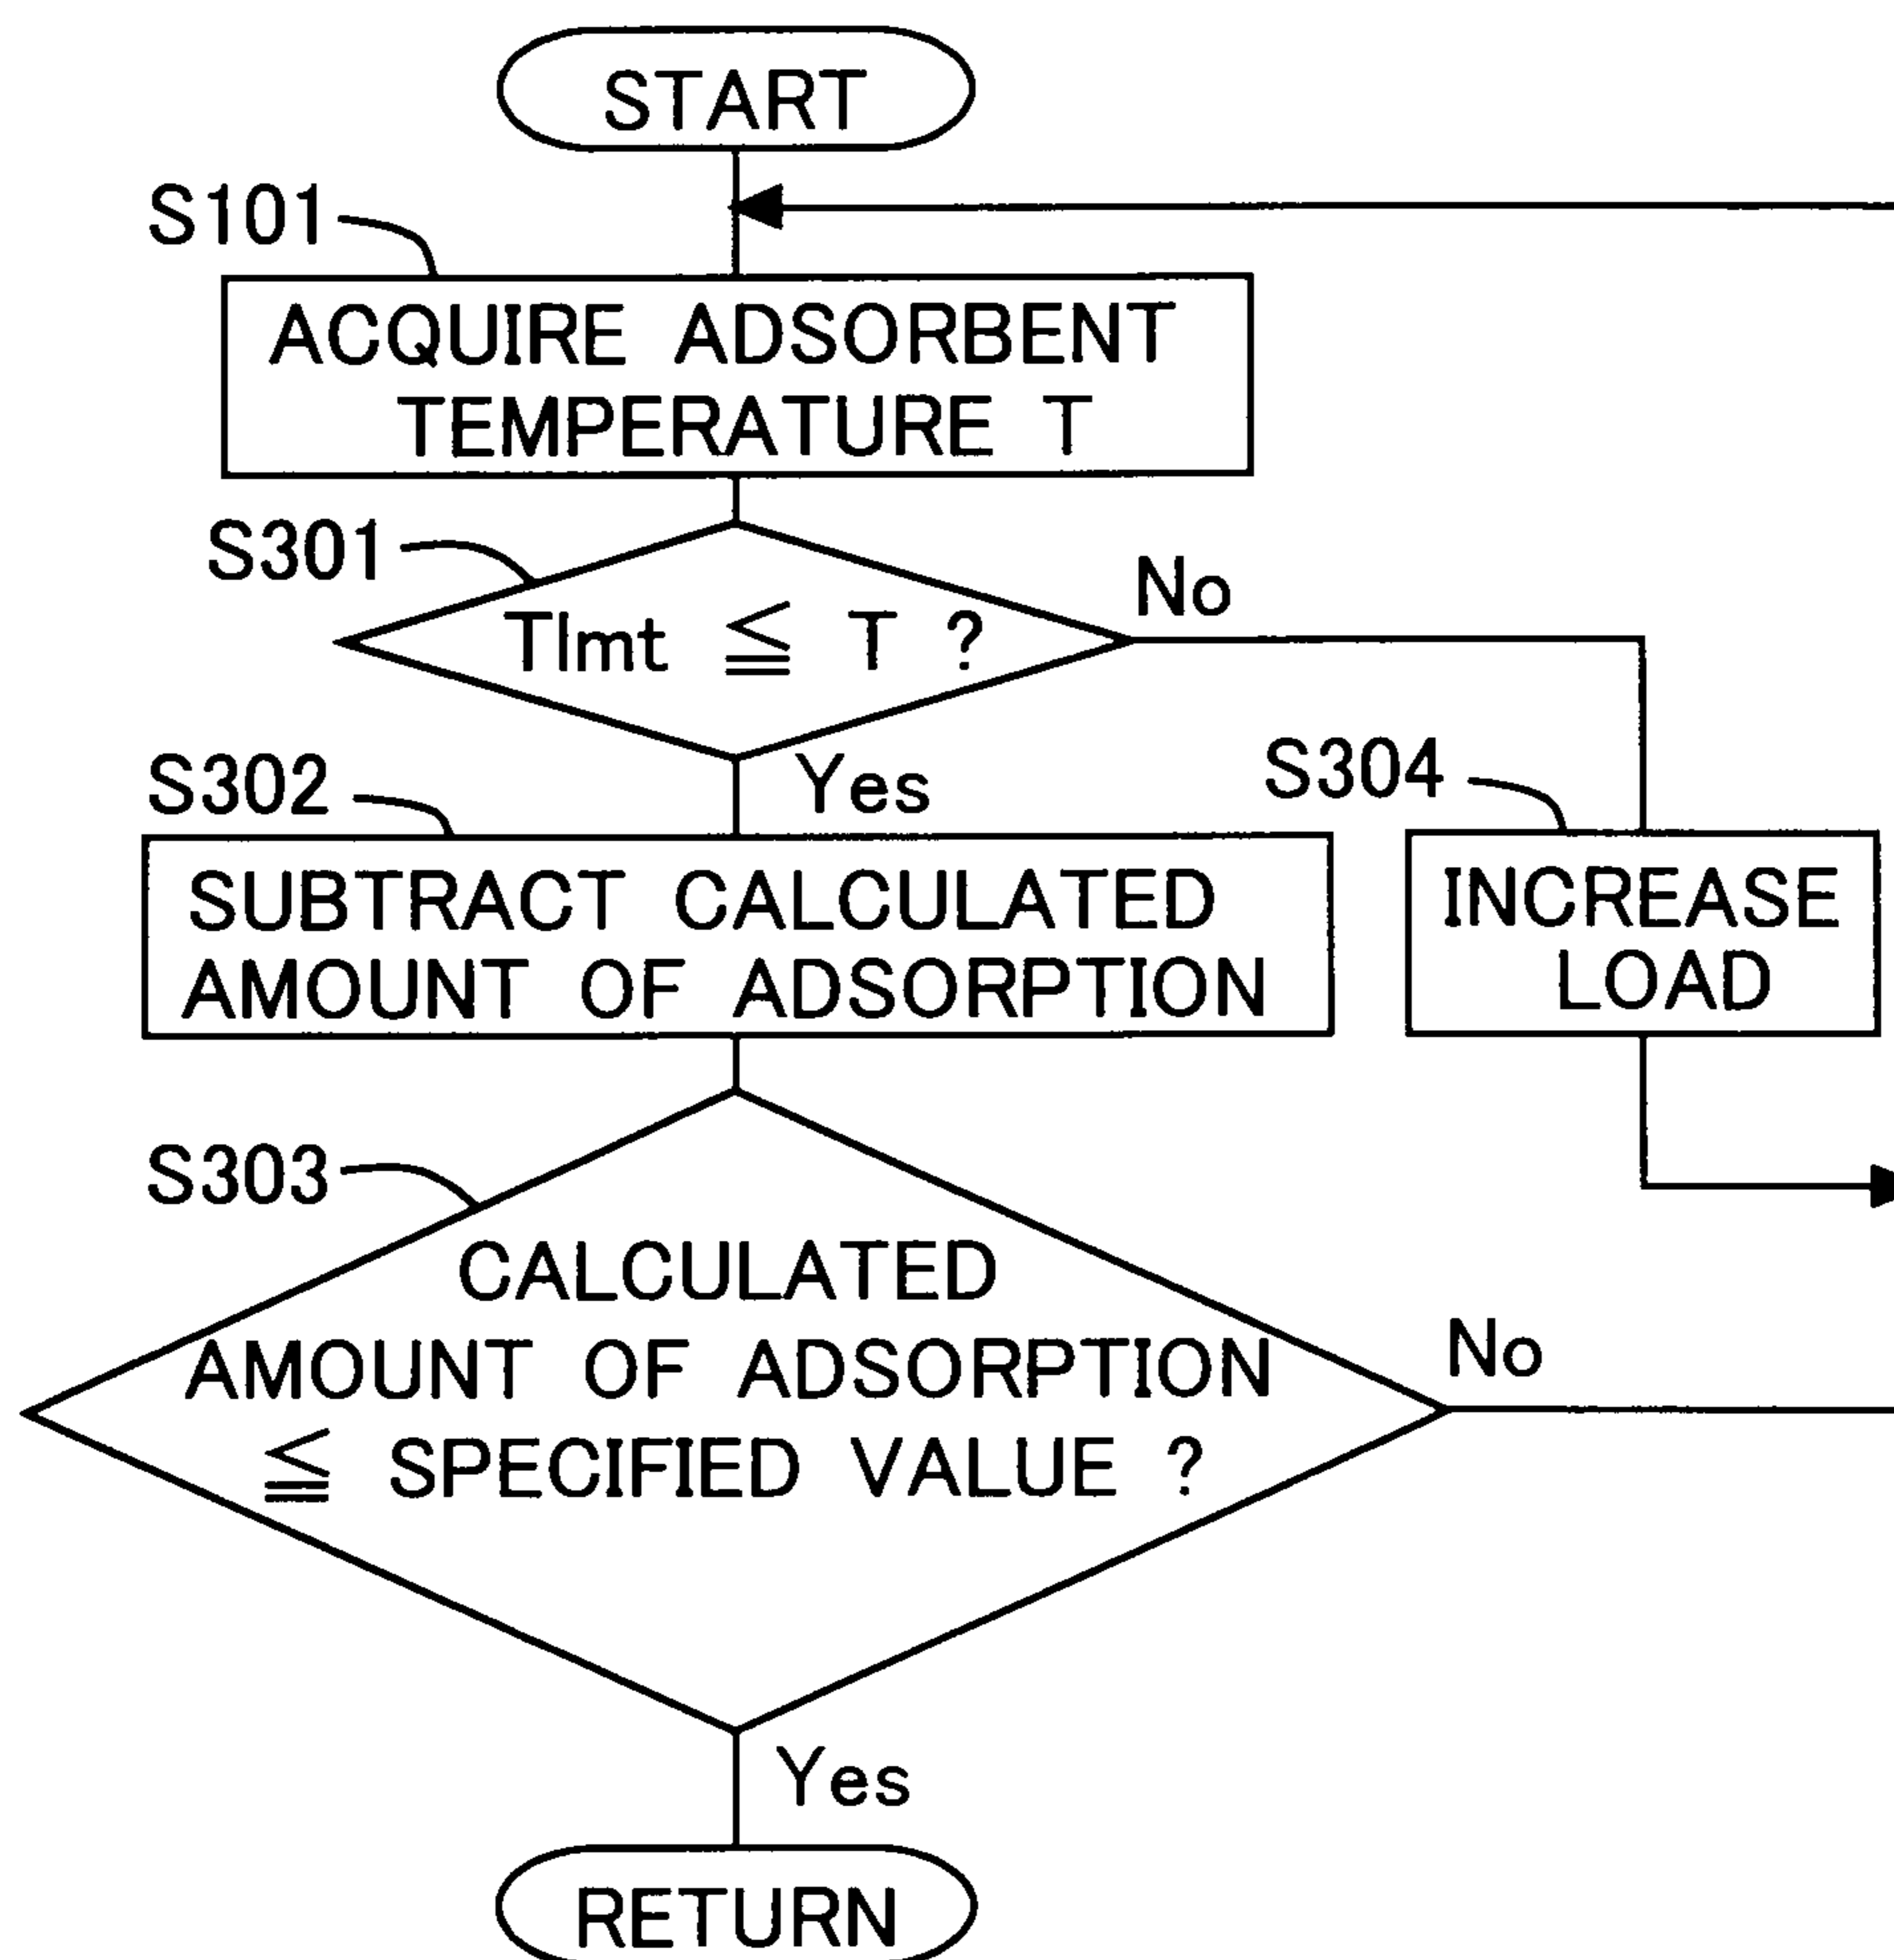 START
S101
ACQUIRE ADSORBENT
TEMPERATURE T
S301
Tlmt ≦ T ?
No
Yes
S302
SUBTRACT CALCULATED
AMOUNT OF ADSORPTION
S304
INCREASE
LOAD
S303
CALCULATED
AMOUNT OF ADSORPTION
≦ SPECIFIED VALUE ?
No
Yes
RETURN